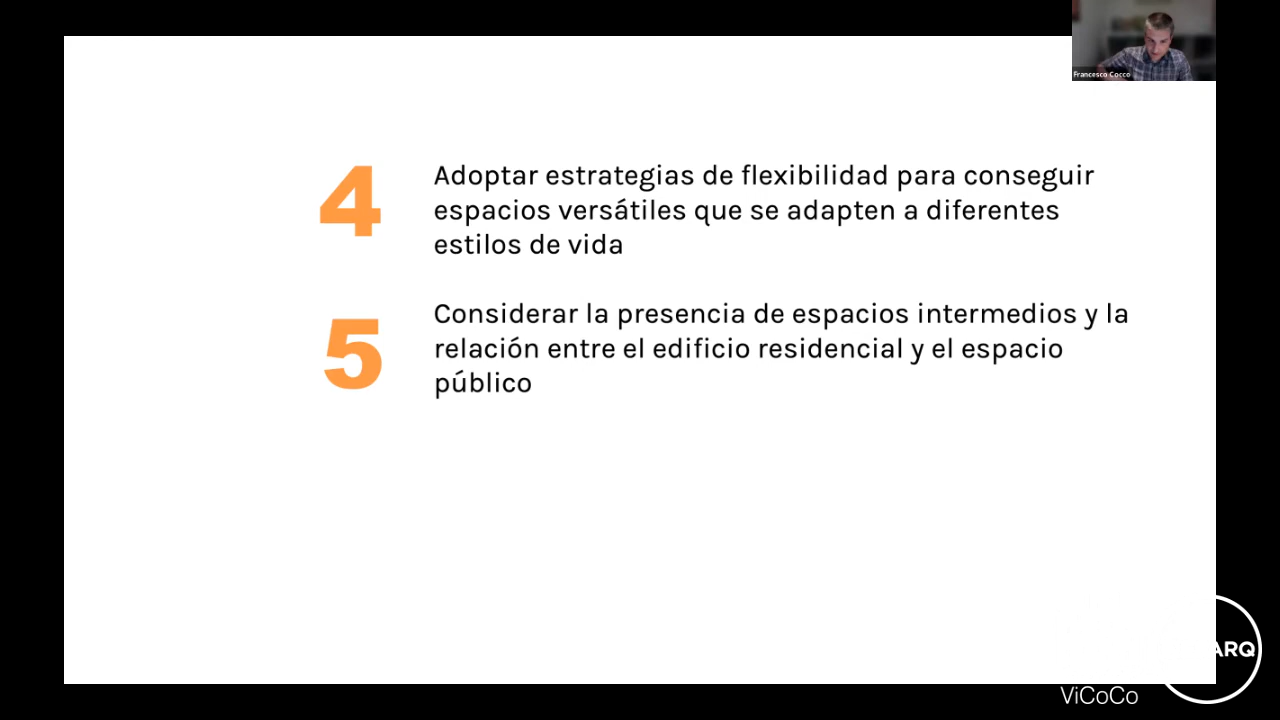 Francesco Cocco
4
Adoptar estrategias de flexibilidad para conseguir
espacios versátiles que se adapten a diferentes
estilos de vida
5
Considerar la presencia de espacios intermedios y la
relación entre el edificio residencial y el espacio
público
ARQ
ViCoCo